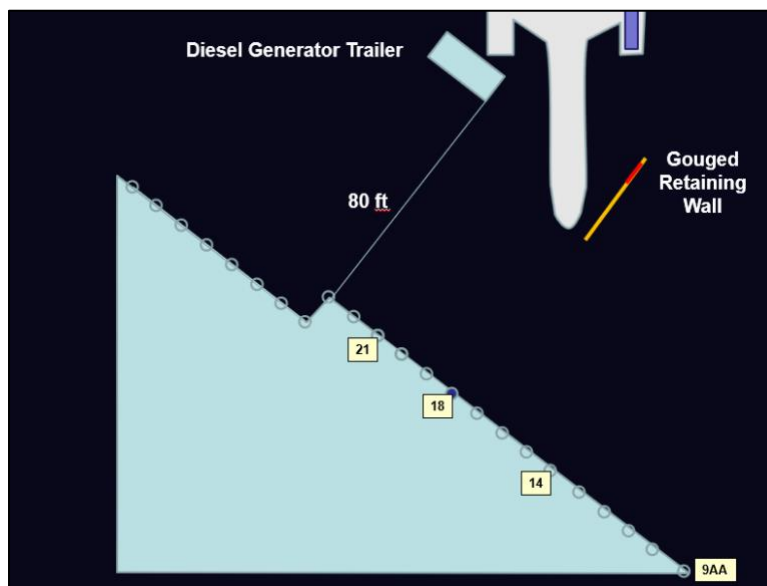 Diesel Generator Trailer
80 ft
Gouged
Retaining
Wall
21
18
14
9AA